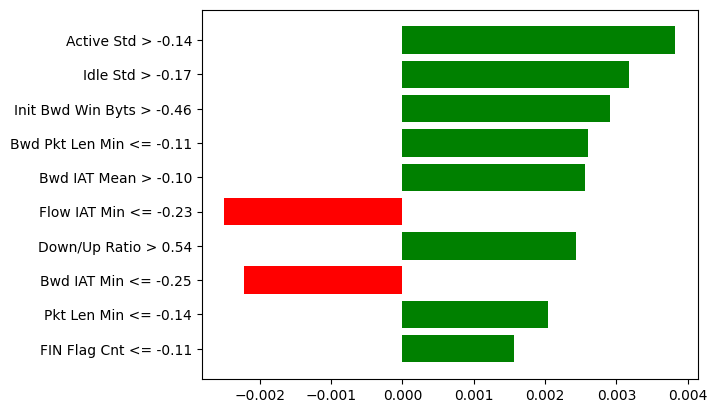 Active Std > -0.14
Idle Std > -0.17
Init Bwd Win Byts > -0.46
Bwd Pkt Len Min <= -0.11
Bwd IAT Mean > -0.10
Flow IAT Min <= -0.23
Down/Up Ratio > 0.54
Bwd IAT Min <= -0.25
Pkt Len Min <= -0.14
FIN Flag Cnt <= -0.11
−0.002 −0.001 0.000 0.001 0.002 0.003 0.004